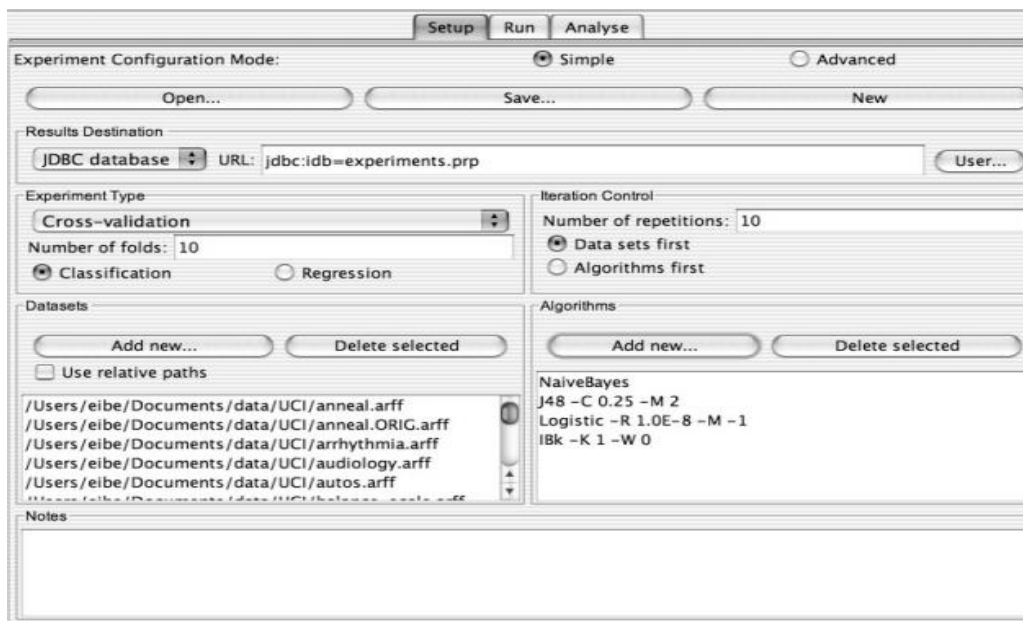 Setup Run Analyse
Experiment Configuration Mode: Simple Advanced
Open... Save... New
Results Destination
JDBC database URL: jdbc:idb=experiments.prp User...
Experiment Type
Cross-validation
Number of folds: 10
Classification Regression
Iteration Control
Number of repetitions: 10
Data sets first
Algorithms first
Datasets
Add new... Delete selected
Use relative paths
/Users/eibe/Documents/data/UCI/anneal.arff
/Users/eibe/Documents/data/UCI/anneal.ORIG.arff
/Users/eibe/Documents/data/UCI/arrhythmia.arff
/Users/eibe/Documents/data/UCI/audiology.arff
/Users/eibe/Documents/data/UCI/autos.arff
Algorithms
Add new... Delete selected
NaiveBayes
J48 -C 0.25 -M 2
Logistic -R 1.0E-8 -M -1
IBk -K 1 -W 0
Notes